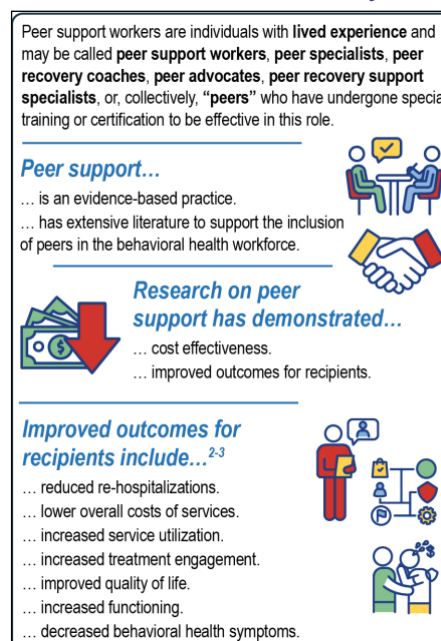 Peer support workers are individuals with lived experience and
may be called peer support workers, peer specialists, peer
recovery coaches, peer advocates, peer recovery support
specialists, or, collectively, “peers” who have undergone special
training or certification to be effective in this role.
Peer support…
… is an evidence-based practice.
… has extensive literature to support the inclusion
of peers in the behavioral health workforce.
Research on peer
support has demonstrated…
… cost effectiveness.
… improved outcomes for recipients.
Improved outcomes for
recipients include…2-3
… reduced re-hospitalizations.
… lower overall costs of services.
… increased service utilization.
… increased treatment engagement.
… improved quality of life.
… increased functioning.
… decreased behavioral health symptoms.